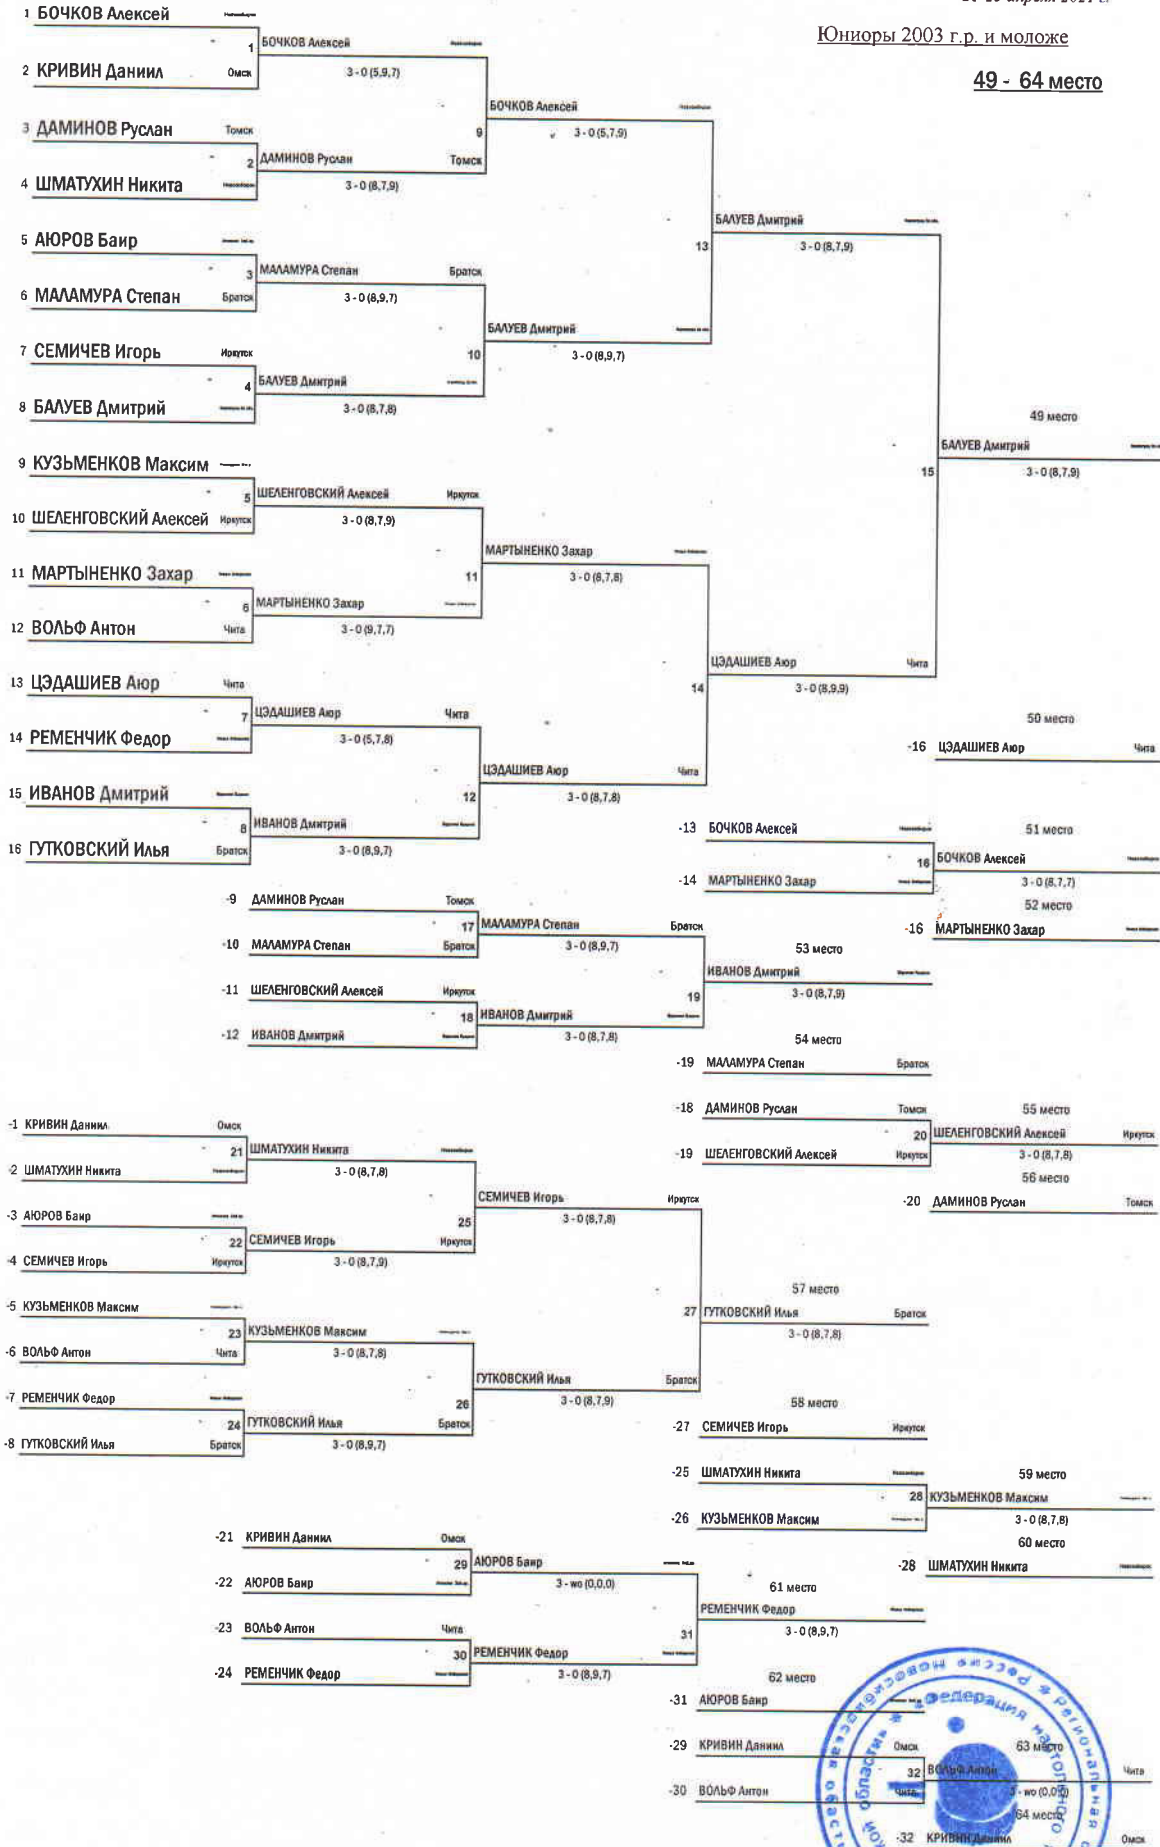 Юниоры 2003 г.р. и моложе
49 - 64 место
1 БОЧКОВ Алексей
1 БОЧКОВ Алексей
2 КРИВИН Даниил Омск
3 - 0 (5,9,7)
БОЧКОВ Алексей
3 ДАМИНОВ Руслан Томск
9 3 - 0 (5,7,9)
2 ДАМИНОВ Руслан Томск
4 ШМАТУХИН Никита
3 - 0 (8,7,9)
БАЛУЕВ Дмитрий
5 АЮРОВ Баир
13 3 - 0 (8,7,9)
3 МАЛАМУРА Степан Братск
6 МАЛАМУРА Степан Братск
3 - 0 (8,9,7)
БАЛУЕВ Дмитрий
7 СЕМИЧЕВ Игорь Иркутск
10 3 - 0 (8,9,7)
4 БАЛУЕВ Дмитрий
8 БАЛУЕВ Дмитрий
3 - 0 (8,7,8)
49 место
БАЛУЕВ Дмитрий
9 КУЗЬМЕНКОВ Максим
15 3 - 0 (8,7,9)
5 ШЕЛЕНГОВСКИЙ Алексей Иркутск
10 ШЕЛЕНГОВСКИЙ Алексей Иркутск
3 - 0 (8,7,9)
МАРТЫНЕНКО Захар
11 МАРТЫНЕНКО Захар
11 3 - 0 (8,7,8)
6 МАРТЫНЕНКО Захар
12 ВОЛЬФ Антон Чита
3 - 0 (9,7,7)
ЦЭДАШИЕВ Аюр Чита
13 ЦЭДАШИЕВ Аюр Чита
14 3 - 0 (8,9,9)
7 ЦЭДАШИЕВ Аюр Чита
50 место
14 РЕМЕНЧИК Федор
3 - 0 (5,7,8)
-16 ЦЭДАШИЕВ Аюр Чита
ЦЭДАШИЕВ Аюр Чита
15 ИВАНОВ Дмитрий
12 3 - 0 (8,7,8)
8 ИВАНОВ Дмитрий
-13 БОЧКОВ Алексей
51 место
16 ГУТКОВСКИЙ Илья Братск
3 - 0 (8,9,7)
16 БОЧКОВ Алексей
-14 МАРТЫНЕНКО Захар
3 - 0 (8,7,7)
-9 ДАМИНОВ Руслан Томск
52 место
17 МАЛАМУРА Степан Братск
-16 МАРТЫНЕНКО Захар
-10 МАЛАМУРА Степан Братск
3 - 0 (8,9,7)
53 место
ИВАНОВ Дмитрий
-11 ШЕЛЕНГОВСКИЙ Алексей Иркутск
19 3 - 0 (8,7,9)
18 ИВАНОВ Дмитрий
-12 ИВАНОВ Дмитрий
3 - 0 (8,7,8)
54 место
-19 МАЛАМУРА Степан Братск
-18 ДАМИНОВ Руслан Томск
55 место
-1 КРИВИН Даниил Омск
20 ШЕЛЕНГОВСКИЙ Алексей Иркутск
21 ШМАТУХИН Никита
-19 ШЕЛЕНГОВСКИЙ Алексей Иркутск
3 - 0 (8,7,8)
-2 ШМАТУХИН Никита
3 - 0 (8,7,8)
56 место
СЕМИЧЕВ Игорь Иркутск
-20 ДАМИНОВ Руслан Томск
-3 АЮРОВ Баир
25 3 - 0 (8,7,8)
22 СЕМИЧЕВ Игорь Иркутск
-4 СЕМИЧЕВ Игорь Иркутск
3 - 0 (8,7,9)
57 место
-5 КУЗЬМЕНКОВ Максим
27 ГУТКОВСКИЙ Илья Братск
23 КУЗЬМЕНКОВ Максим
3 - 0 (8,7,8)
-6 ВОЛЬФ Антон Чита
3 - 0 (8,7,8)
ГУТКОВСКИЙ Илья Братск
-7 РЕМЕНЧИК Федор
26 3 - 0 (8,7,9)
58 место
24 ГУТКОВСКИЙ Илья Братск
-27 СЕМИЧЕВ Игорь Иркутск
-8 ГУТКОВСКИЙ Илья Братск
3 - 0 (8,9,7)
-25 ШМАТУХИН Никита
59 место
28 КУЗЬМЕНКОВ Максим
-26 КУЗЬМЕНКОВ Максим
3 - 0 (8,7,8)
-21 КРИВИН Даниил Омск
60 место
29 АЮРОВ Баир
-28 ШМАТУХИН Никита
-22 АЮРОВ Баир
3 - wo (0,0,0)
61 место
РЕМЕНЧИК Федор
-23 ВОЛЬФ Антон Чита
31 3 - 0 (8,9,7)
30 РЕМЕНЧИК Федор
-24 РЕМЕНЧИК Федор
3 - 0 (8,9,7)
62 место
-31 АЮРОВ Баир
-29 КРИВИН Даниил Омск
63 место
32 ВОЛЬФ Антон Чита
-30 ВОЛЬФ Антон Чита
3 - wo (0,0,0)
64 место
-32 КРИВИН Даниил Омск